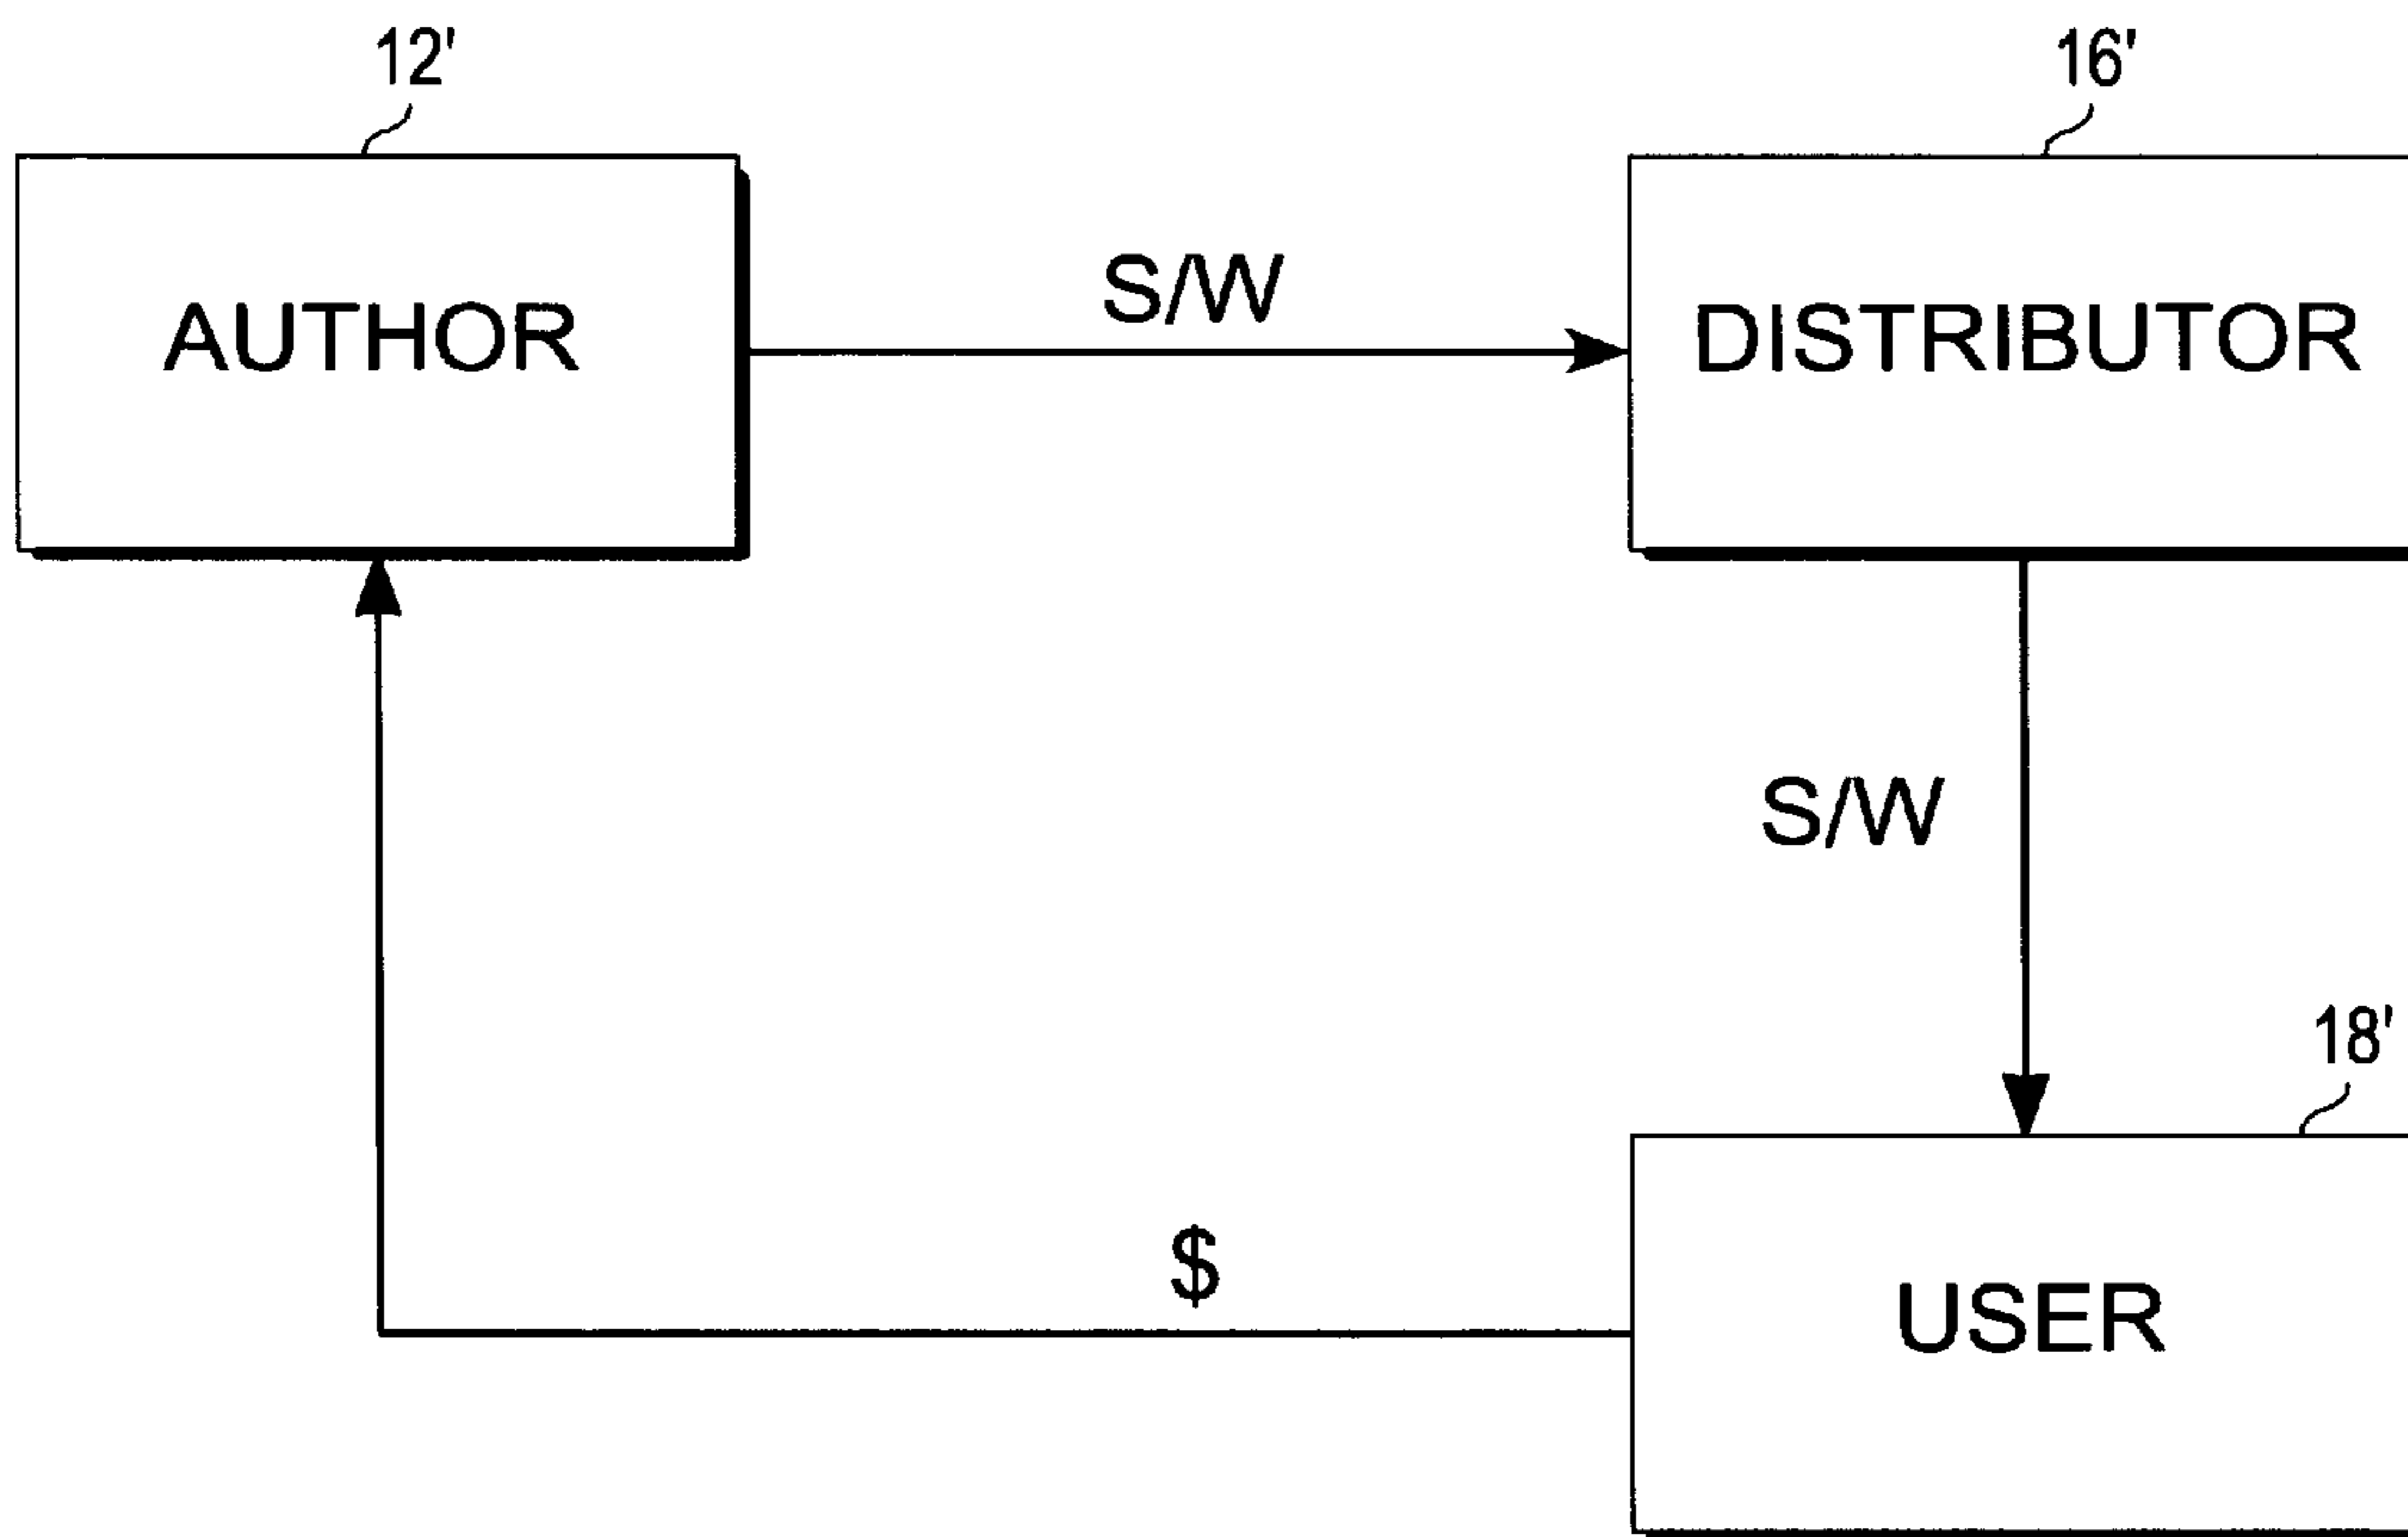 12'
16'
AUTHOR
S/W
DISTRIBUTOR
S/W
18'
$
USER